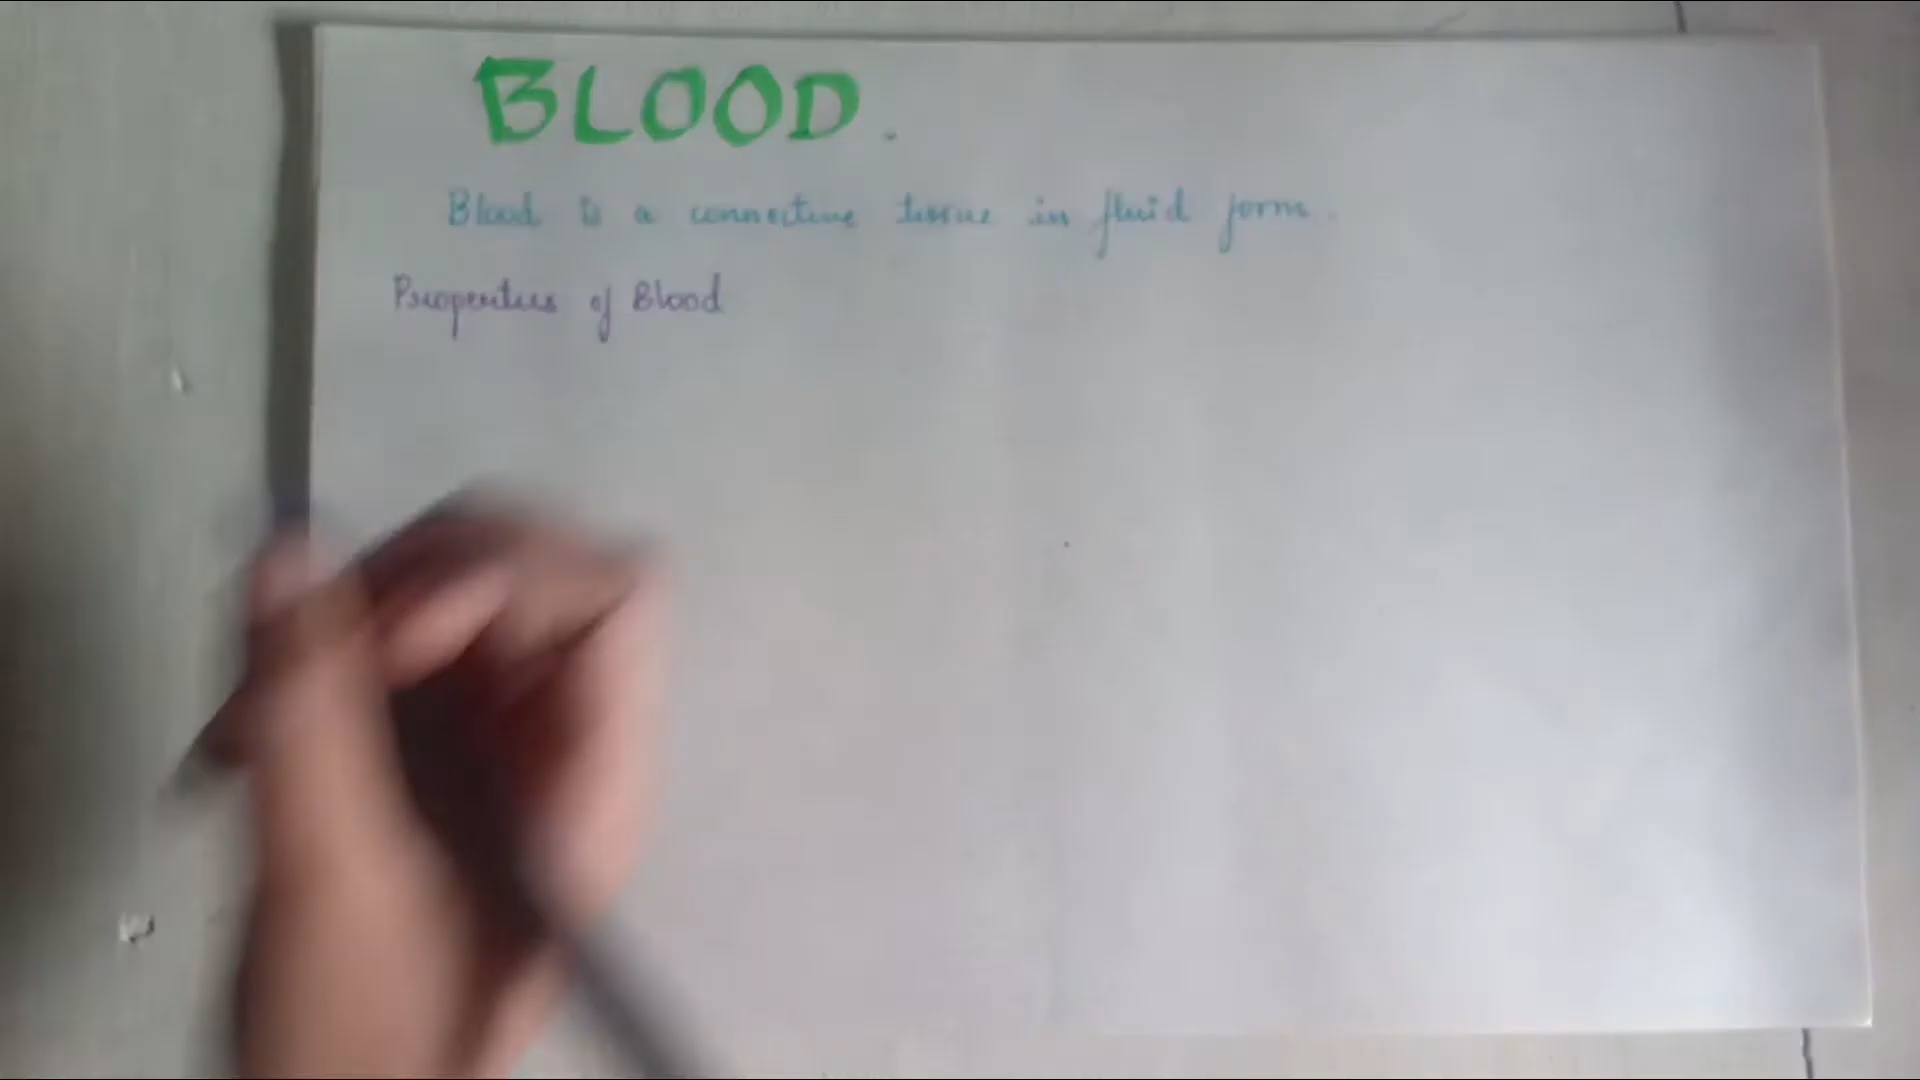 BLOOD.
Blood is a connective tissue in fluid form.
Properties of Blood